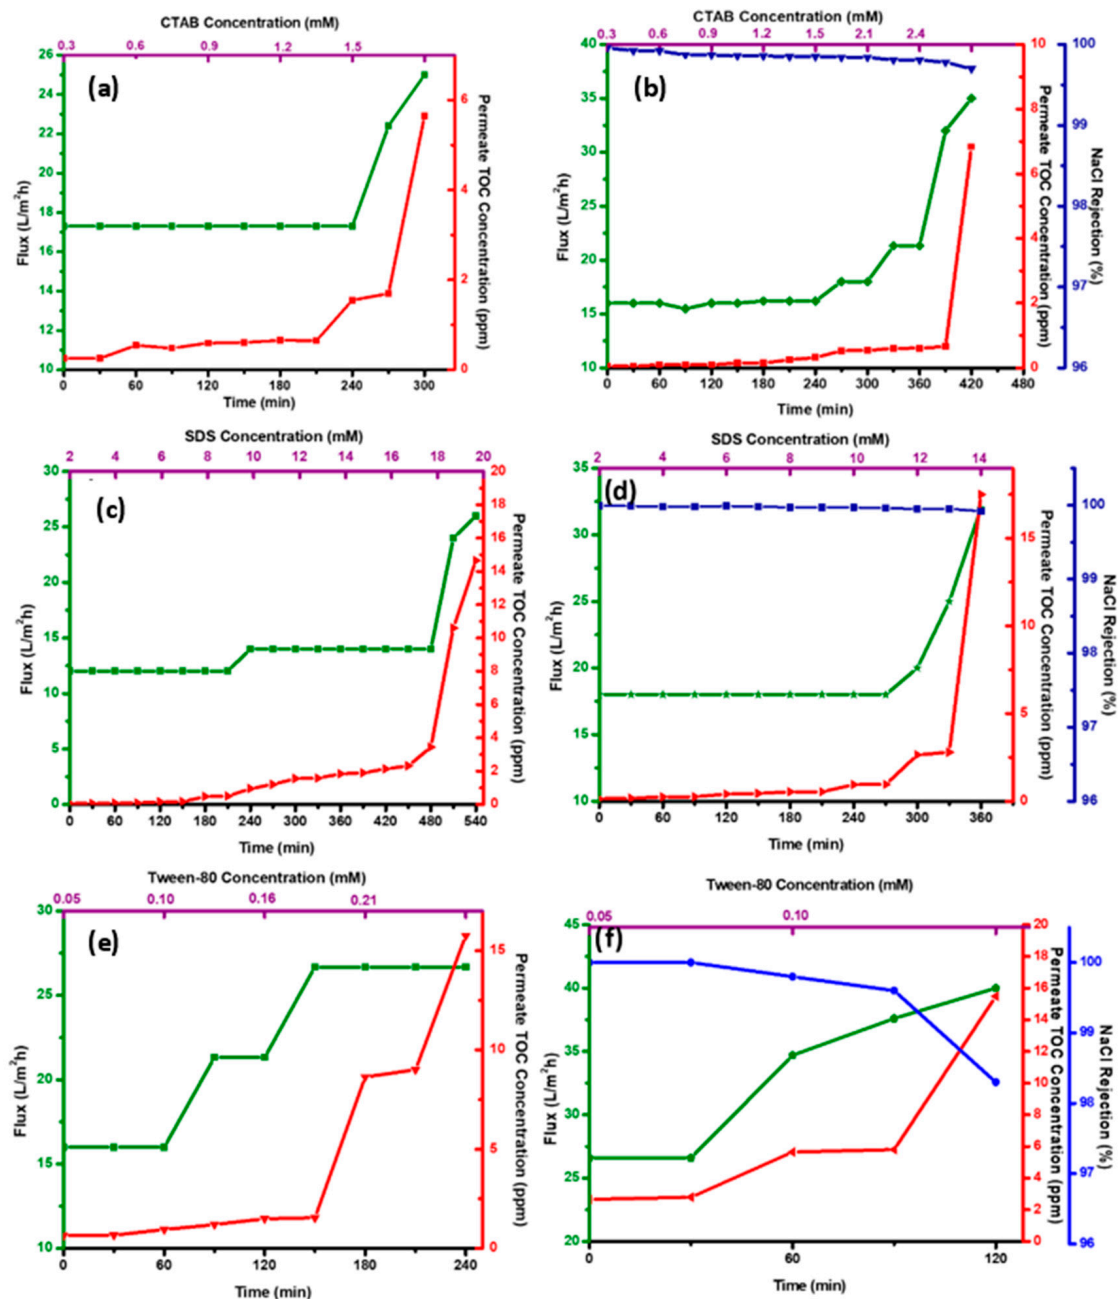 CTAB Concentration (mM)
0.3 0.6 0.9 1.2 1.5
(a)
26
25
24
23
22
21
20
19
18
17
16
15
14
13
12
11
10
Flux (L/m²h)
6
4
2
0
Permeate TOC Concentration (ppm)
0 60 120 180 240 300
Time (min)
CTAB Concentration (mM)
0.3 0.6 0.9 1.2 1.5 2.1 2.4
(b)
40
35
30
25
20
15
10
Flux (L/m²h)
10
8
6
4
2
0
Permeate TOC Concentration (ppm)
100
99
98
97
96
NaCl Rejection (%)
0 60 120 180 240 300 360 420 480
Time (min)
SDS Concentration (mM)
2 4 6 8 10 12 14 16 18 20
(c)
30
25
20
15
10
5
0
Flux (L/m²h)
20
18
16
14
12
10
8
6
4
2
0
Permeate TOC Concentration (ppm)
0 60 120 180 240 300 360 420 480 540
Time (min)
SDS Concentration (mM)
2 4 6 8 10 12 14
(d)
35
30
25
20
15
10
Flux (L/m²h)
15
10
5
0
Permeate TOC Concentration (ppm)
100
99
98
97
96
NaCl Rejection (%)
0 60 120 180 240 300 360
Time (min)
Tween-80 Concentration (mM)
0.05 0.10 0.16 0.21
(e)
30
26
21
15
10
Flux (L/m²h)
15
10
5
0
Permeate TOC Concentration (ppm)
0 30 60 90 120 150 180 210 240
Time (min)
Tween-80 Concentration (mM)
0.05 0.10
(f)
45
40
35
30
25
20
Flux (L/m²h)
20
18
16
14
12
10
8
6
4
2
0
Permeate TOC Concentration (ppm)
100
99
98
97
96
NaCl Rejection (%)
0 60 120
Time (min)